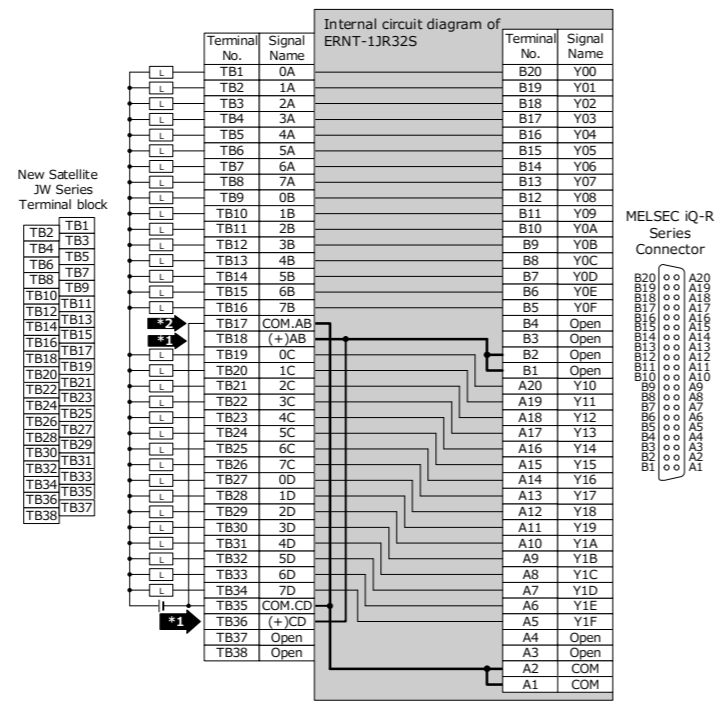 Internal circuit diagram of
ERNT-1JR32S
Terminal No. Signal Name Terminal No. Signal Name
L TB1 0A B20 Y00
L TB2 1A B19 Y01
L TB3 2A B18 Y02
L TB4 3A B17 Y03
L TB5 4A B16 Y04
L TB6 5A B15 Y05
L TB7 6A B14 Y06
L TB8 7A B13 Y07
L TB9 0B B12 Y08
L TB10 1B B11 Y09
L TB11 2B B10 Y0A
L TB12 3B B9 Y0B
L TB13 4B B8 Y0C
L TB14 5B B7 Y0D
L TB15 6B B6 Y0E
L TB16 7B B5 Y0F
*2 TB17 COM.AB B4 Open
*1 TB18 (+)AB B3 Open
L TB19 0C B2 Open
L TB20 1C B1 Open
L TB21 2C A20 Y10
L TB22 3C A19 Y11
L TB23 4C A18 Y12
L TB24 5C A17 Y13
L TB25 6C A16 Y14
L TB26 7C A15 Y15
L TB27 0D A14 Y16
L TB28 1D A13 Y17
L TB29 2D A12 Y18
L TB30 3D A11 Y19
L TB31 4D A10 Y1A
L TB32 5D A9 Y1B
L TB33 6D A8 Y1C
L TB34 7D A7 Y1D
TB35 COM.CD A6 Y1E
*1 TB36 (+)CD A5 Y1F
TB37 Open A4 Open
TB38 Open A3 Open
A2 COM
A1 COM
New Satellite
JW Series
Terminal block
TB1
TB2
TB3
TB4
TB5
TB6
TB7
TB8
TB9
TB10
TB11
TB12
TB13
TB14
TB15
TB16
TB17
TB18
TB19
TB20
TB21
TB22
TB23
TB24
TB25
TB26
TB27
TB28
TB29
TB30
TB31
TB32
TB33
TB34
TB35
TB36
TB37
TB38
MELSEC iQ-R
Series
Connector
B20 A20
B19 A19
B18 A18
B17 A17
B16 A16
B15 A15
B14 A14
B13 A13
B12 A12
B11 A11
B10 A10
B9 A9
B8 A8
B7 A7
B6 A6
B5 A5
B4 A4
B3 A3
B2 A2
B1 A1